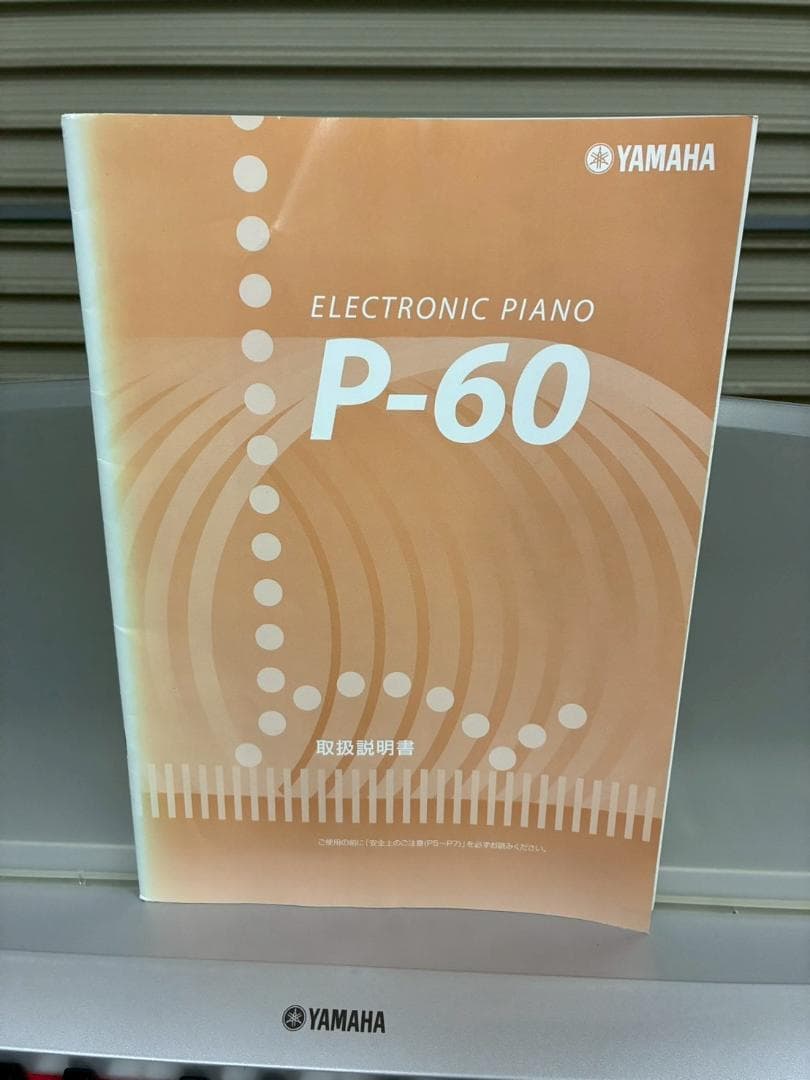 YAMAHA
ELECTRONIC PIANO
P-60
取扱説明書
ご使用の前に「安全上のご注意(P5〜P7)」を必ずお読みください。
YAMAHA